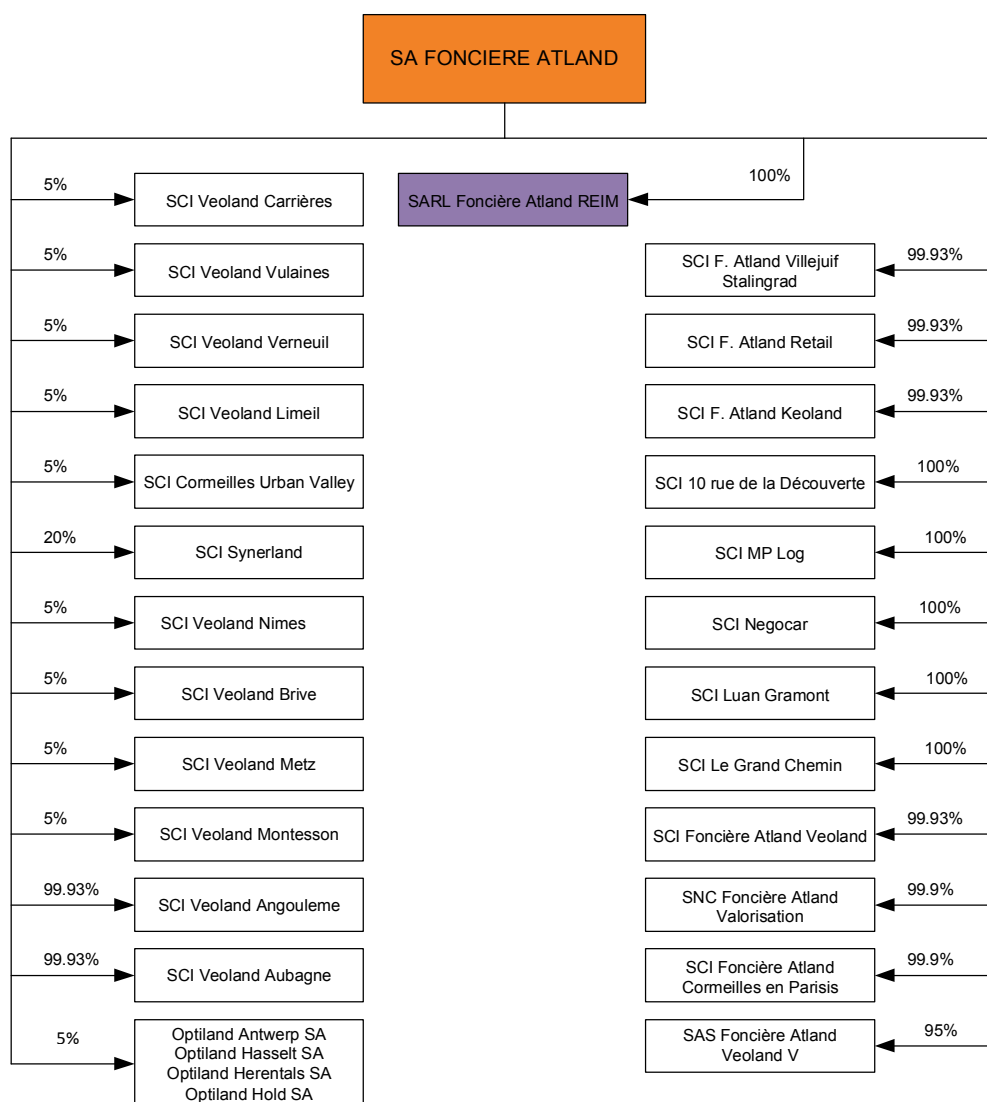 SA FONCIERE ATLAND
5%
SCI Veoland Carrières
SARL Foncière Atland REIM
100%
5%
SCI Veoland Vulaines
SCI F. Atland Villejuif
Stalingrad
99.93%
5%
SCI Veoland Verneuil
SCI F. Atland Retail
99.93%
5%
SCI Veoland Limeil
SCI F. Atland Keoland
99.93%
5%
SCI Cormeilles Urban Valley
SCI 10 rue de la Découverte
100%
20%
SCI Synerland
SCI MP Log
100%
5%
SCI Veoland Nimes
SCI Negocar
100%
5%
SCI Veoland Brive
SCI Luan Gramont
100%
5%
SCI Veoland Metz
SCI Le Grand Chemin
100%
5%
SCI Veoland Montesson
SCI Foncière Atland Veoland
99.93%
99.93%
SCI Veoland Angouleme
SNC Foncière Atland
Valorisation
99.9%
99.93%
SCI Veoland Aubagne
SCI Foncière Atland
Cormeilles en Parisis
99.9%
5%
Optiland Antwerp SA
Optiland Hasselt SA
Optiland Herentals SA
Optiland Hold SA
SAS Foncière Atland
Veoland V
95%